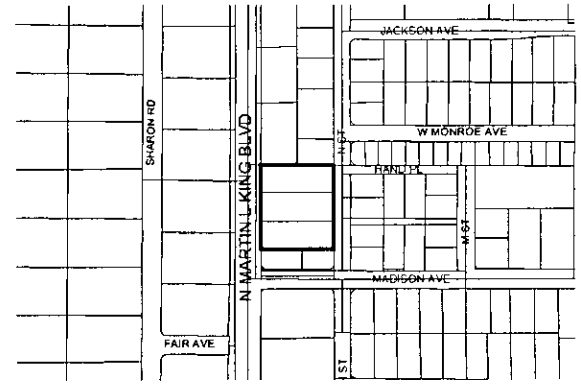 JACKSON AVE
W MONROE AVE
N ST
SHARON RD
N MARTIN L KING BLVD
HAND PL
M ST
MADISON AVE
FAIR AVE
ST